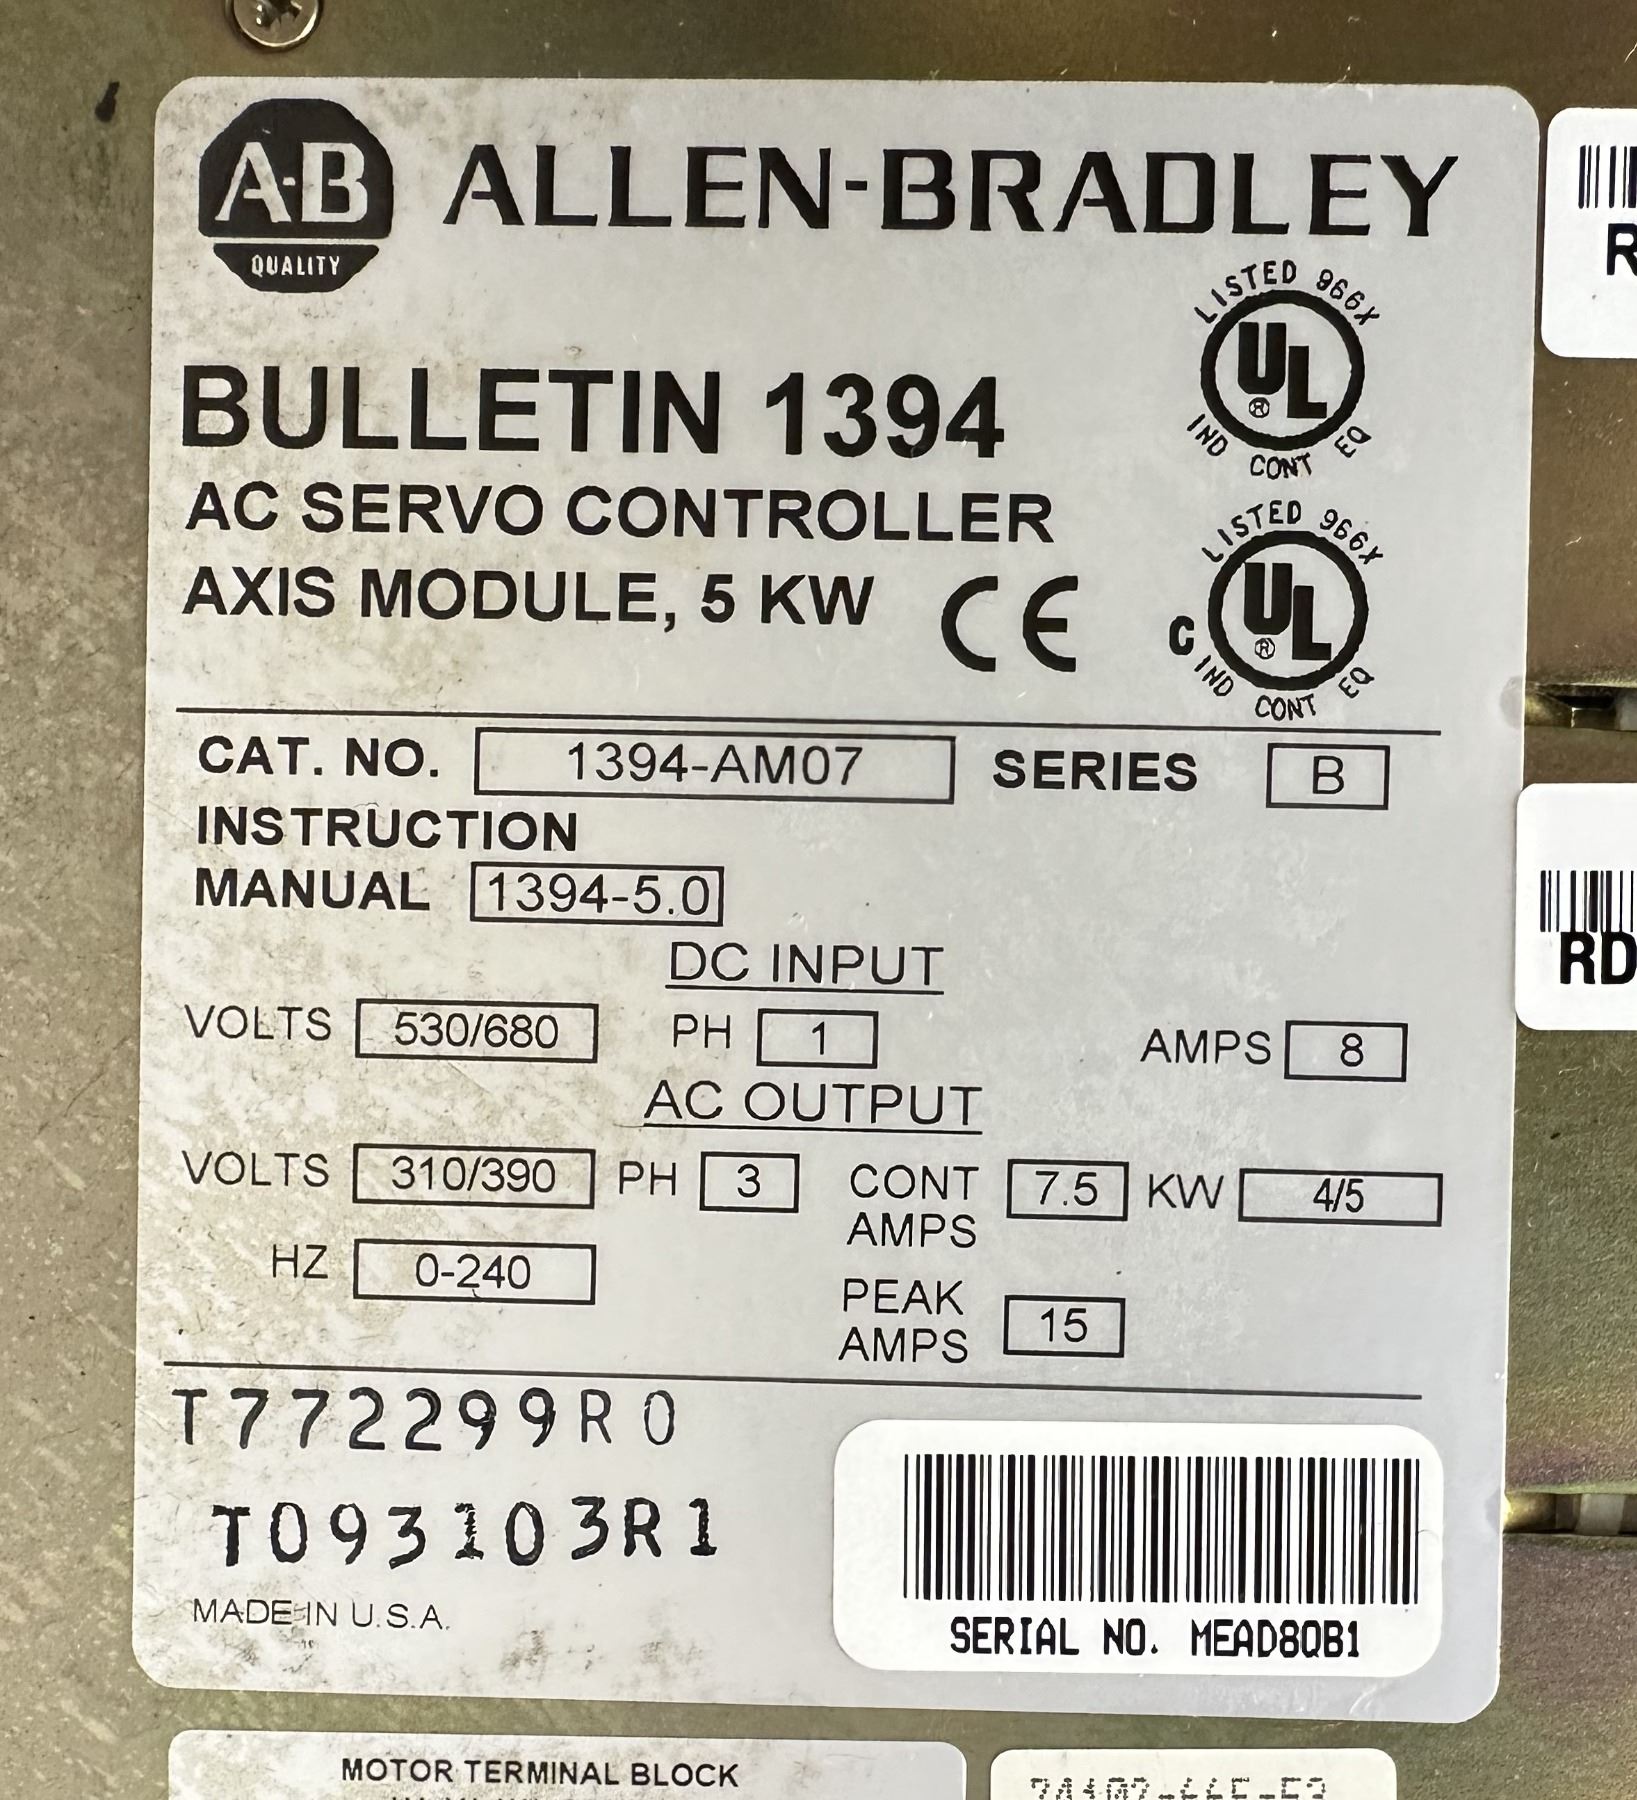 A-B
QUALITY
ALLEN-BRADLEY
LISTED 966X
UL
®
IND CONT EQ
BULLETIN 1394
AC SERVO CONTROLLER
AXIS MODULE, 5 KW
CE
LISTED 966X
C UL
®
IND CONT EQ
CAT. NO. 1394-AM07 SERIES B
INSTRUCTION
MANUAL 1394-5.0
DC INPUT
VOLTS 530/680 PH 1 AMPS 8
AC OUTPUT
VOLTS 310/390 PH 3 CONT AMPS 7.5 KW 4/5
HZ 0-240
PEAK AMPS 15
T772299R0
T093103R1
MADE IN U.S.A.
SERIAL NO. MEAD8QB1
MOTOR TERMINAL BLOCK
R
RD